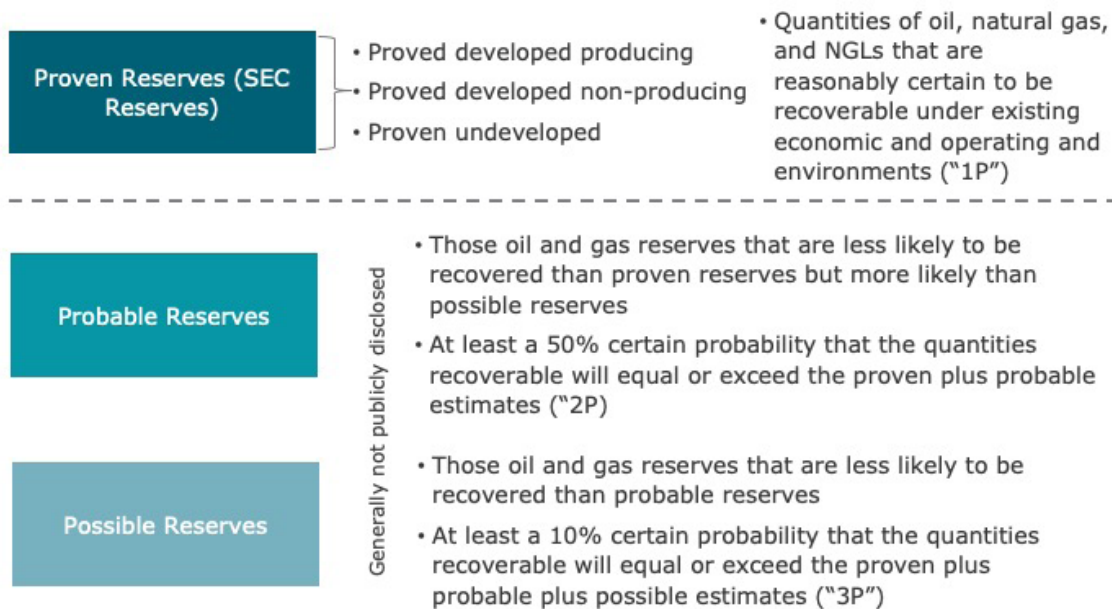 Proven Reserves (SEC
Reserves)
• Proved developed producing
• Proved developed non-producing
• Proven undeveloped
• Quantities of oil, natural gas,
and NGLs that are
reasonably certain to be
recoverable under existing
economic and operating and
environments (“1P”)
Probable Reserves
Generally not publicly disclosed
• Those oil and gas reserves that are less likely to be
recovered than proven reserves but more likely than
possible reserves
• At least a 50% certain probability that the quantities
recoverable will equal or exceed the proven plus probable
estimates (“2P)
Possible Reserves
• Those oil and gas reserves that are less likely to be
recovered than probable reserves
• At least a 10% certain probability that the quantities
recoverable will equal or exceed the proven plus
probable plus possible estimates (“3P”)